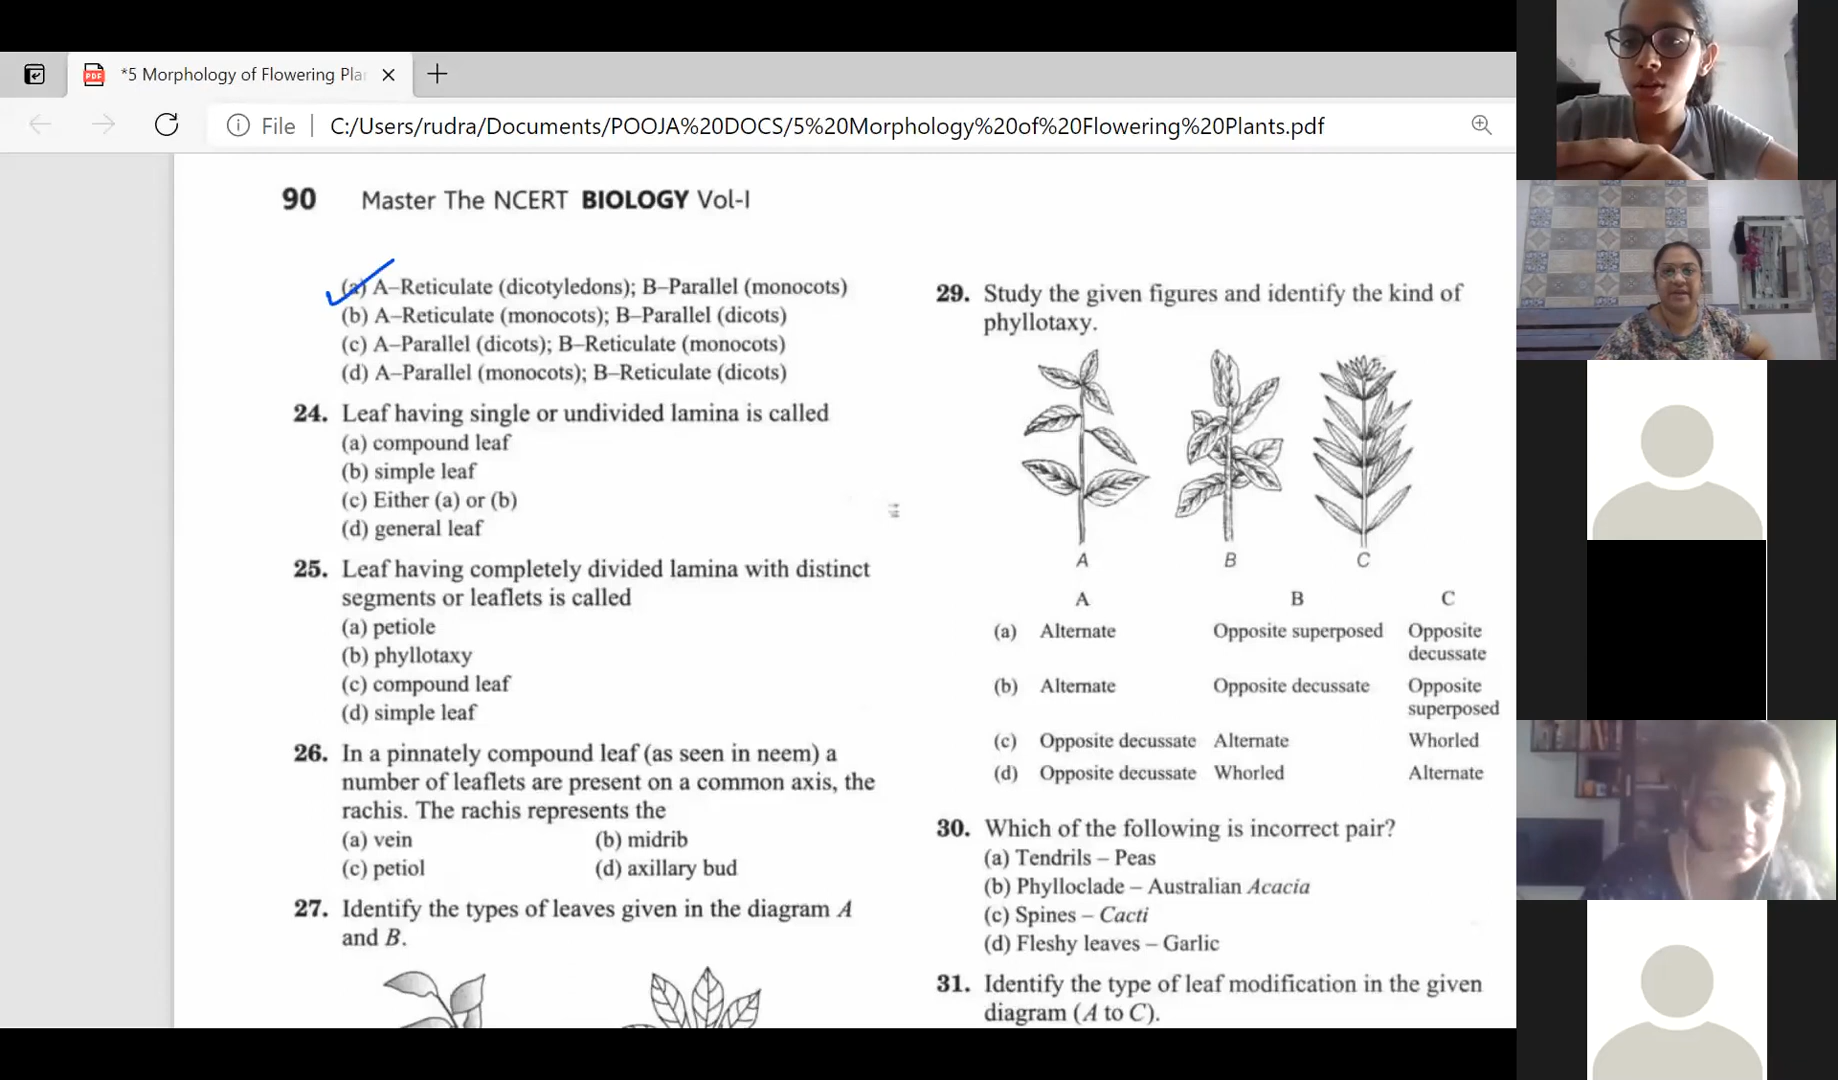 *5 Morphology of Flowering Pla
File | C:/Users/rudra/Documents/POOJA%20DOCS/5%20Morphology%20of%20Flowering%20Plants.pdf
90 Master The NCERT BIOLOGY Vol-I
(a) A–Reticulate (dicotyledons); B–Parallel (monocots)
(b) A–Reticulate (monocots); B–Parallel (dicots)
(c) A–Parallel (dicots); B–Reticulate (monocots)
(d) A–Parallel (monocots); B–Reticulate (dicots)
24. Leaf having single or undivided lamina is called
(a) compound leaf
(b) simple leaf
(c) Either (a) or (b)
(d) general leaf
25. Leaf having completely divided lamina with distinct
segments or leaflets is called
(a) petiole
(b) phyllotaxy
(c) compound leaf
(d) simple leaf
26. In a pinnately compound leaf (as seen in neem) a
number of leaflets are present on a common axis, the
rachis. The rachis represents the
(a) vein (b) midrib
(c) petiol (d) axillary bud
27. Identify the types of leaves given in the diagram A
and B.
29. Study the given figures and identify the kind of
phyllotaxy.
A B C
A B C
(a) Alternate Opposite superposed Opposite
decussate
(b) Alternate Opposite decussate Opposite
superposed
(c) Opposite decussate Alternate Whorled
(d) Opposite decussate Whorled Alternate
30. Which of the following is incorrect pair?
(a) Tendrils – Peas
(b) Phylloclade – Australian Acacia
(c) Spines – Cacti
(d) Fleshy leaves – Garlic
31. Identify the type of leaf modification in the given
diagram (A to C).